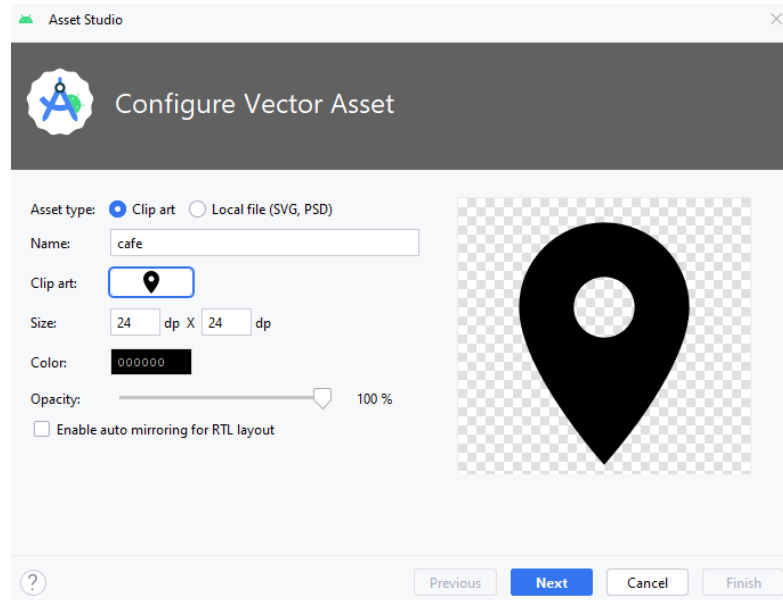 Asset Studio
Configure Vector Asset
Asset type: Clip art Local file (SVG, PSD)
Name: cafe
Clip art:
Size: 24 dp X 24 dp
Color: 000000
Opacity: 100 %
Enable auto mirroring for RTL layout
? Previous Next Cancel Finish